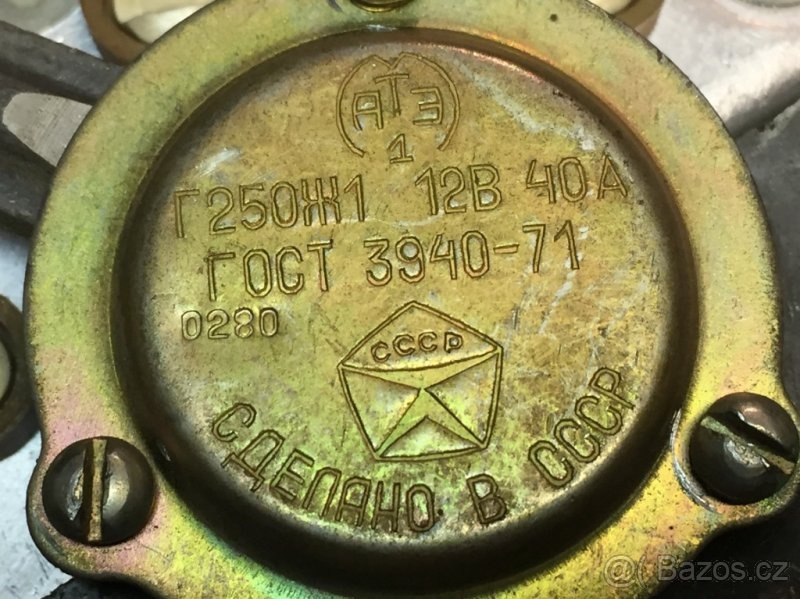 АТЭ
1
Г250Ж1 12В 40А
ГОСТ 3940-71
0280
СССР
СДЕЛАНО В СССР
Bazos.cz